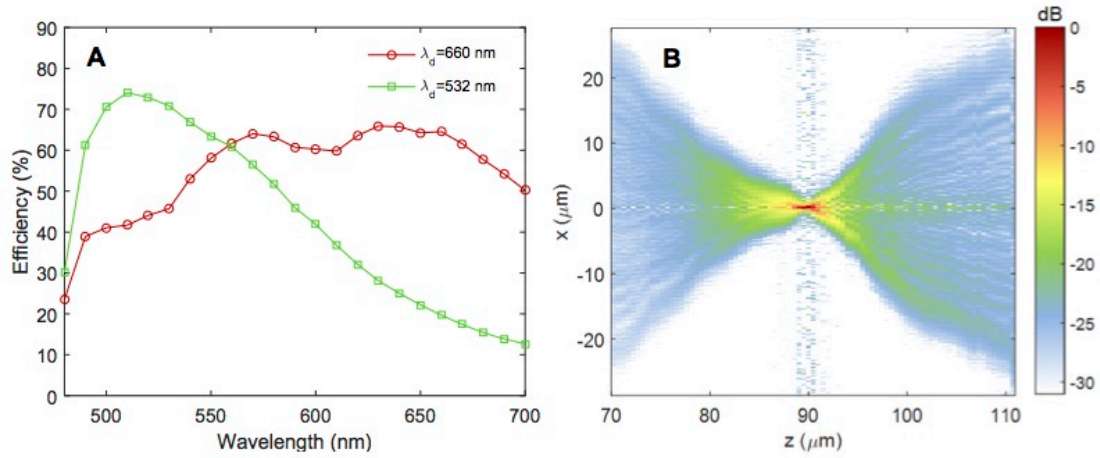 A
λd=660 nm
λd=532 nm
90
80
70
60
50
40
30
20
10
0
Efficiency (%)
500 550 600 650 700
Wavelength (nm)
B
20
10
0
-10
-20
x (μm)
70 80 90 100 110
z (μm)
dB
0
-5
-10
-15
-20
-25
-30